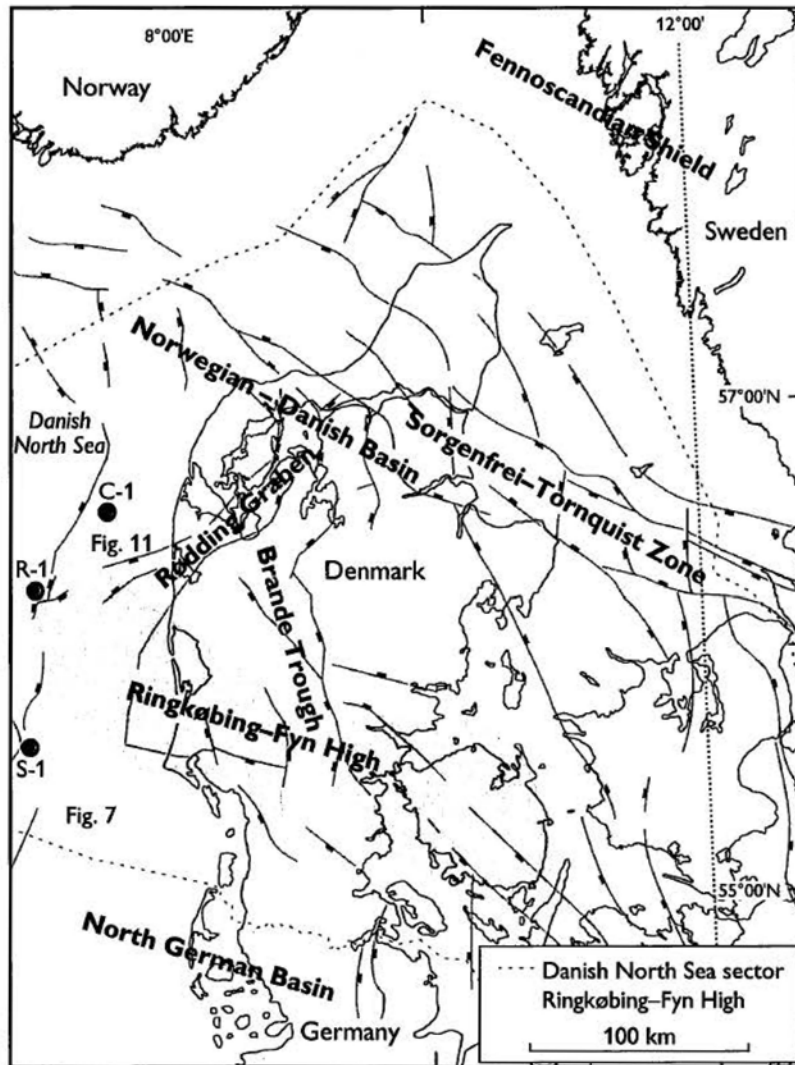 8°00'E
12°00'
Norway
Fennoscandian Shield
Sweden
Norwegian – Danish Basin
57°00'N
Danish
North Sea
Sorgenfrei–Tornquist Zone
C-1
Fig. 11
Rødding Graben
R-1
Brande Trough
Denmark
Ringkøbing–Fyn High
S-1
Fig. 7
55°00'N
North German Basin
Germany
Danish North Sea sector
Ringkøbing–Fyn High
100 km